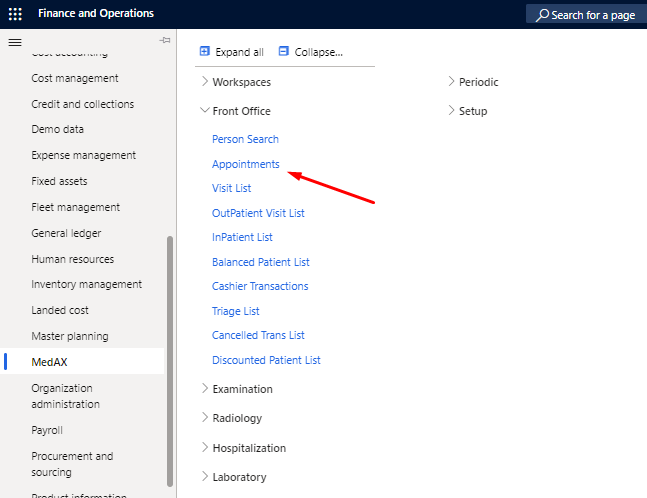 Finance and Operations
Search for a page
Cost accounting
Cost management
Credit and collections
Demo data
Expense management
Fixed assets
Fleet management
General ledger
Human resources
Inventory management
Landed cost
Master planning
MedAX
Organization
administration
Payroll
Procurement and
sourcing
Product information
Expand all
Collapse...
Workspaces
Front Office
Person Search
Appointments
Visit List
OutPatient Visit List
InPatient List
Balanced Patient List
Cashier Transactions
Triage List
Cancelled Trans List
Discounted Patient List
Examination
Radiology
Hospitalization
Laboratory
Periodic
Setup